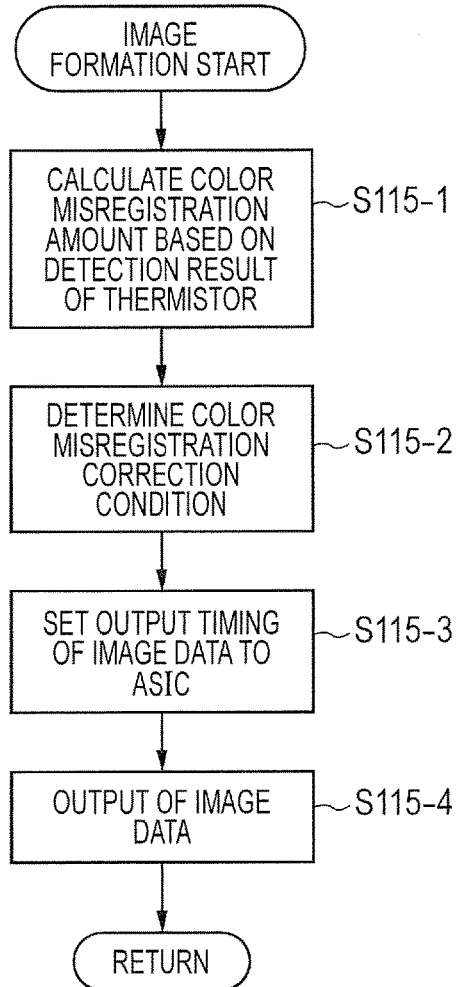 IMAGE
FORMATION START
CALCULATE COLOR
MISREGISTRATION
AMOUNT BASED ON
DETECTION RESULT
OF THERMISTOR
S115-1
DETERMINE COLOR
MISREGISTRATION
CORRECTION
CONDITION
S115-2
SET OUTPUT TIMING
OF IMAGE DATA TO
ASIC
S115-3
OUTPUT OF IMAGE
DATA
S115-4
RETURN